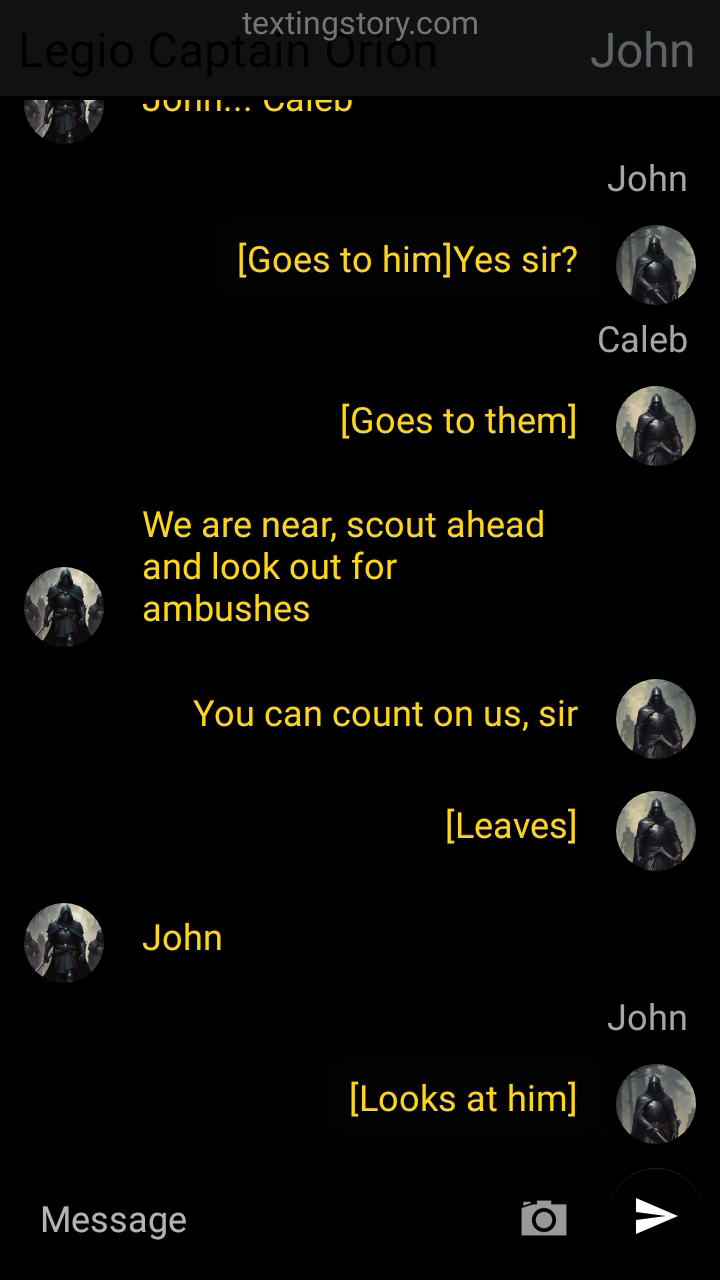 textingstory.com
Legio Captain Orion
John
John... Caleb
John
[Goes to him]Yes sir?
Caleb
[Goes to them]
We are near, scout ahead
and look out for
ambushes
You can count on us, sir
[Leaves]
John
John
[Looks at him]
Message